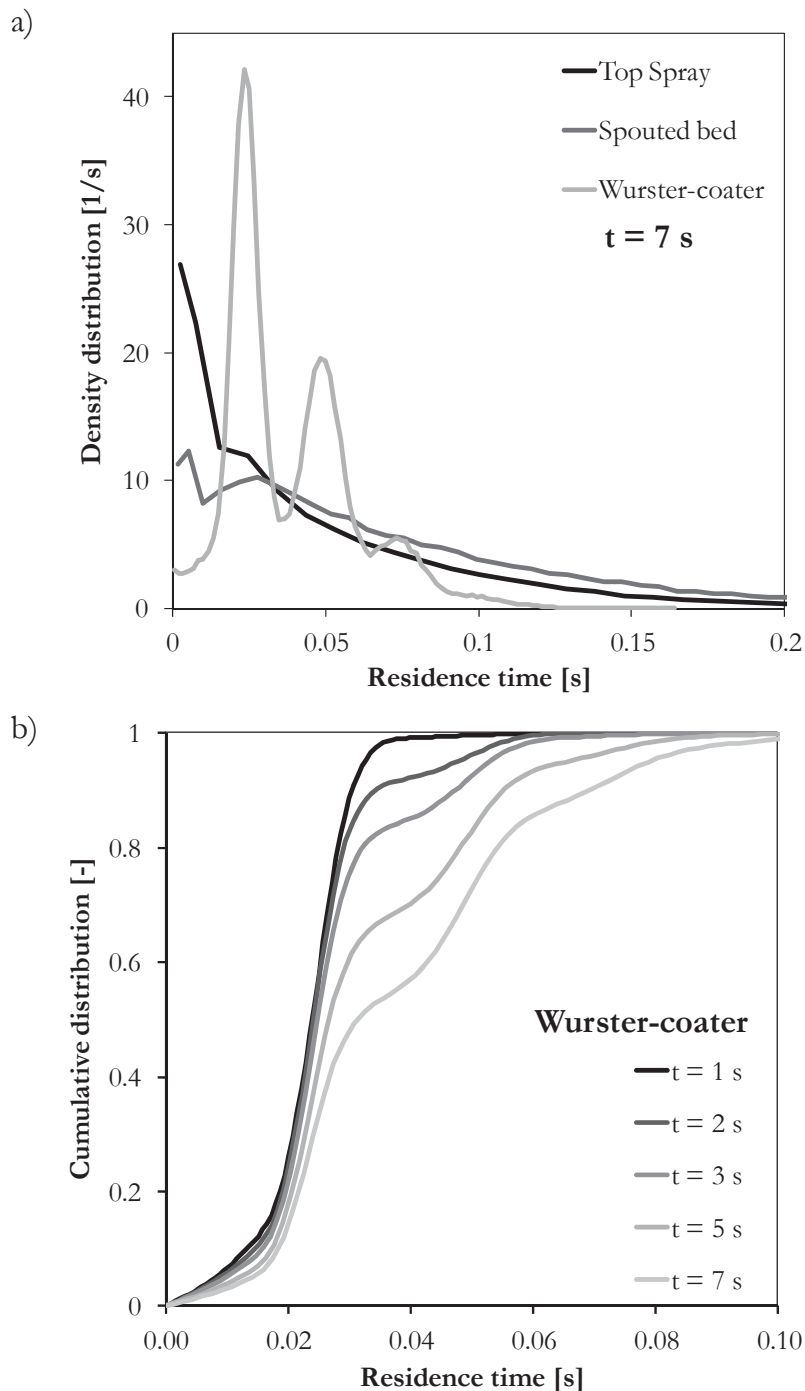 a)
Density distribution [1/s]
40
30
20
10
0
Top Spray
Spouted bed
Wurster-coater
t = 7 s
0 0.05 0.1 0.15 0.2
Residence time [s]
b)
Cumulative distribution [-]
1
0.8
0.6
0.4
0.2
0
Wurster-coater
t = 1 s
t = 2 s
t = 3 s
t = 5 s
t = 7 s
0.00 0.02 0.04 0.06 0.08 0.10
Residence time [s]